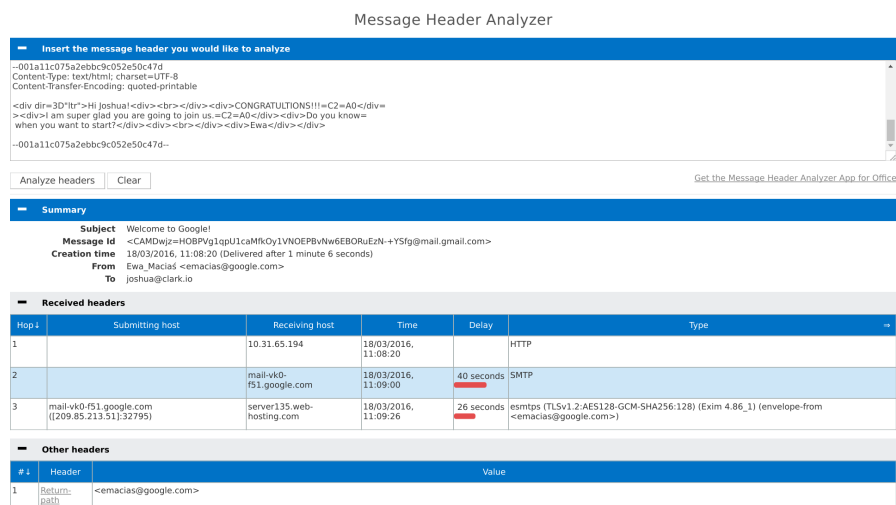 Message Header Analyzer
Insert the message header you would like to analyze
--001a11c075a2ebbc9c052e50c47d
Content-Type: text/html; charset=UTF-8
Content-Transfer-Encoding: quoted-printable
<div dir=3D"ltr">Hi Joshua!<div><br></div><div>CONGRATULTIONS!!!=C2=A0</div=
><div>I am super glad you are going to join us.=C2=A0</div><div>Do you know=
when you want to start?</div><div><br></div><div>Ewa</div></div>
--001a11c075a2ebbc9c052e50c47d--
Analyze headers Clear Get the Message Header Analyzer App for Office
Summary
Subject Welcome to Google!
Message Id <CAMDwjz=HOBPVg1qpU1caMfkOy1VNOEPBvNw6EBORuEzN-+YSfg@mail.gmail.com>
Creation time 18/03/2016, 11:08:20 (Delivered after 1 minute 6 seconds)
From Ewa_Maciaś <emacias@google.com>
To joshua@clark.io
Received headers
Hop↓ Submitting host Receiving host Time Delay Type ⇒
1 10.31.65.194 18/03/2016, HTTP
11:08:20
2 mail-vk0- 18/03/2016, 40 seconds SMTP
f51.google.com 11:09:00
3 mail-vk0-f51.google.com server135.web- 18/03/2016, 26 seconds esmtps (TLSv1.2:AES128-GCM-SHA256:128) (Exim 4.86_1) (envelope-from
([209.85.213.51]:32795) hosting.com 11:09:26 <emacias@google.com>)
Other headers
#↓ Header Value
1 Return- <emacias@google.com>
path